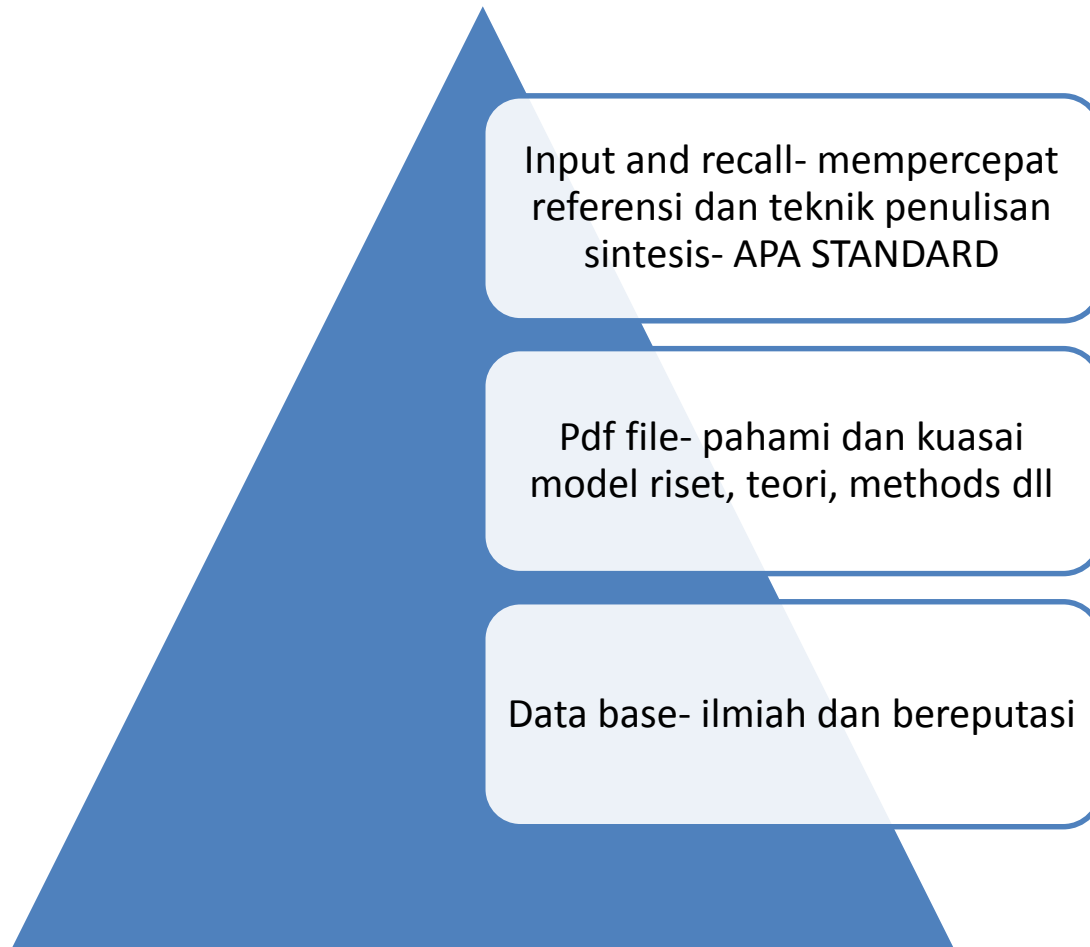 Input and recall- mempercepat
referensi dan teknik penulisan
sintesis- APA STANDARD
Pdf file- pahami dan kuasai
model riset, teori, methods dll
Data base- ilmiah dan bereputasi